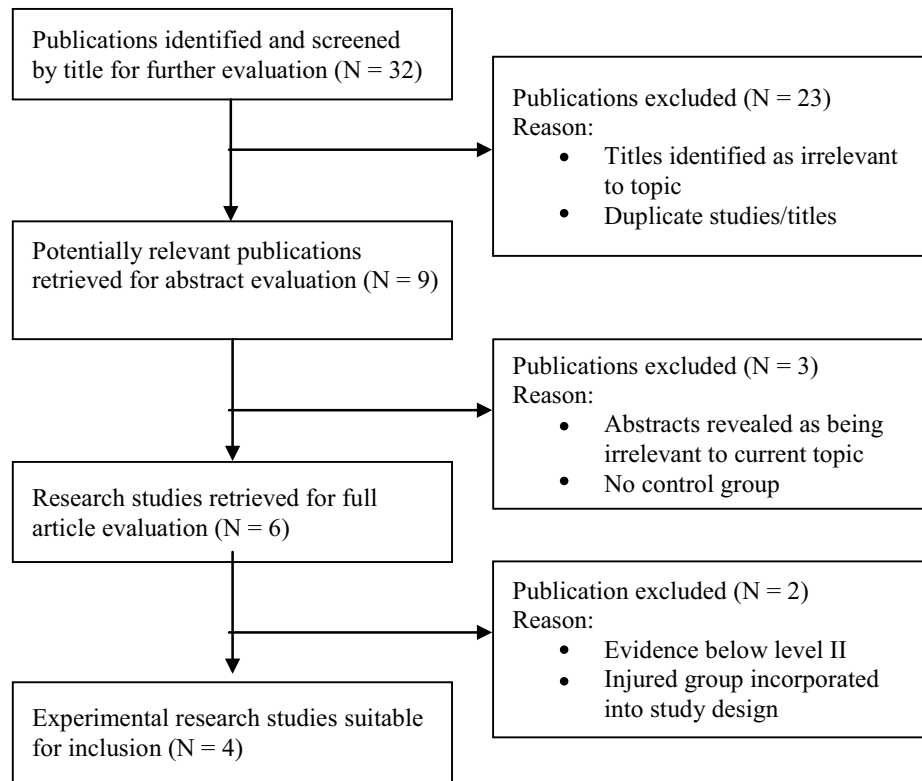 Publications identified and screened
by title for further evaluation (N = 32)
Publications excluded (N = 23)
Reason:
• Titles identified as irrelevant
to topic
• Duplicate studies/titles
Potentially relevant publications
retrieved for abstract evaluation (N = 9)
Publications excluded (N = 3)
Reason:
• Abstracts revealed as being
irrelevant to current topic
• No control group
Research studies retrieved for full
article evaluation (N = 6)
Publication excluded (N = 2)
Reason:
• Evidence below level II
• Injured group incorporated
into study design
Experimental research studies suitable
for inclusion (N = 4)